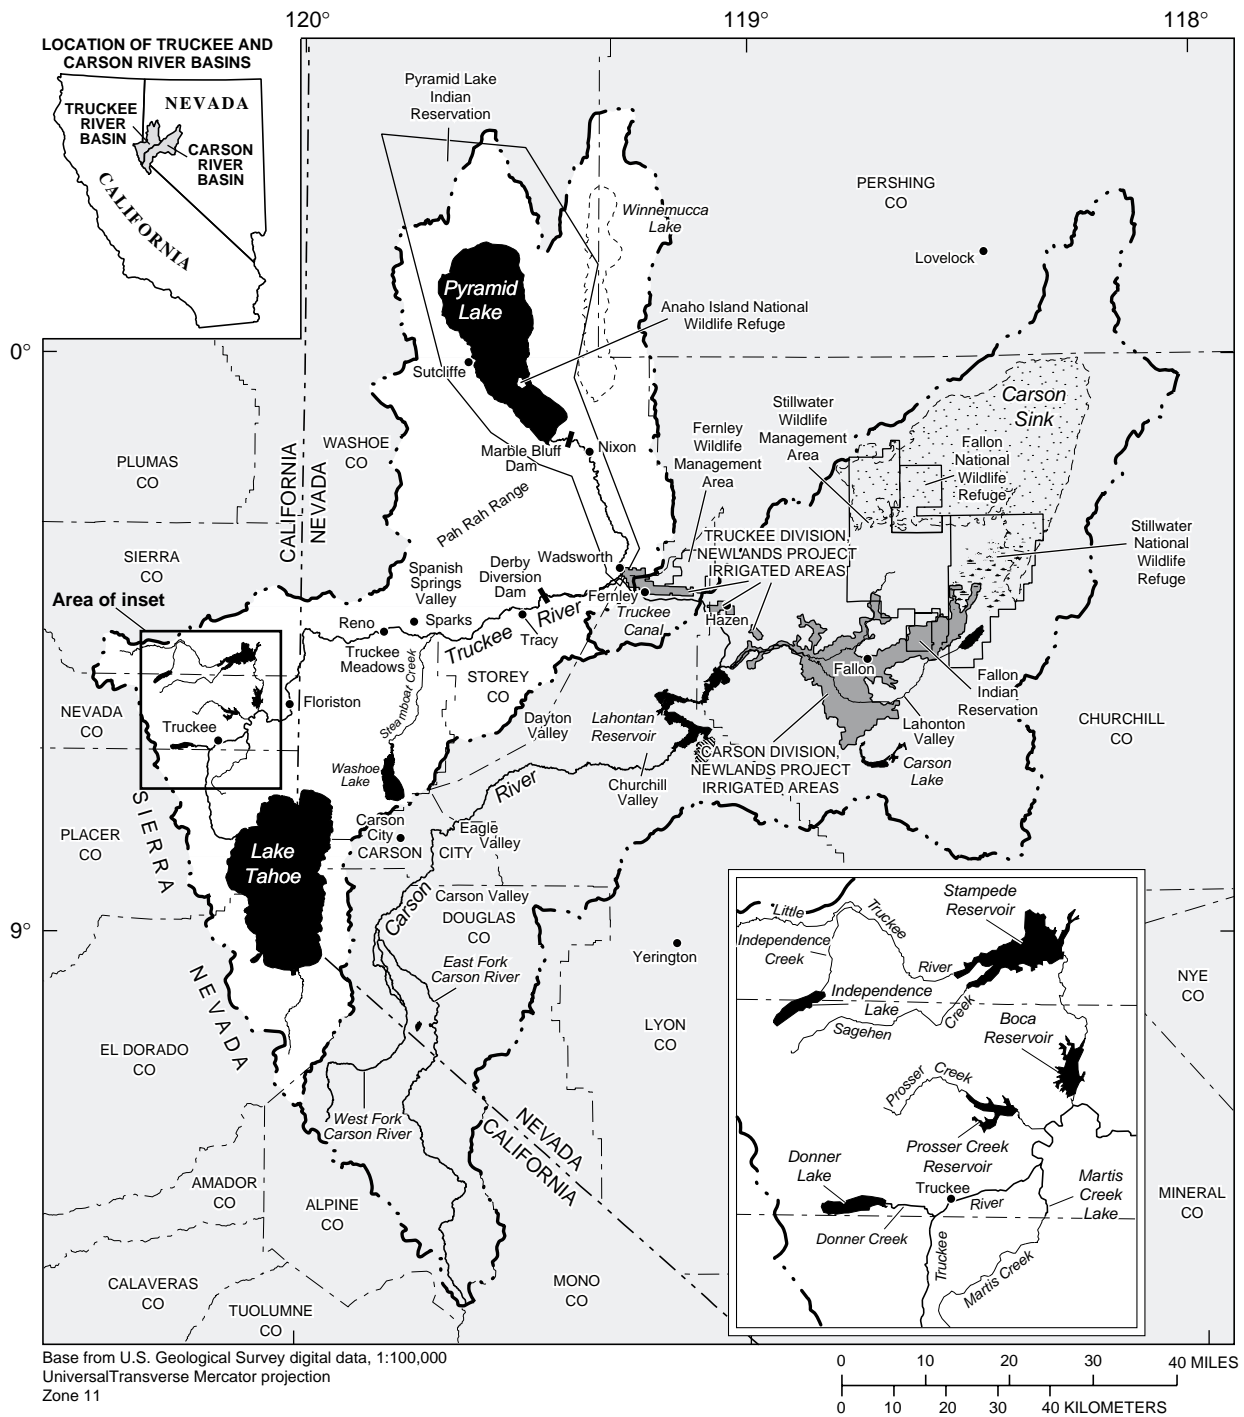 120°
119°
118°
LOCATION OF TRUCKEE AND
CARSON RIVER BASINS
NEVADA
TRUCKEE
RIVER
BASIN
CARSON
RIVER
BASIN
CALIFORNIA
Pyramid Lake
Indian
Reservation
Winnemucca
Lake
PERSHING
CO
Lovelock
Pyramid
Lake
Anaho Island National
Wildlife Refuge
0°
Sutcliffe
Carson
Sink
Stillwater
Wildlife
Management
Area
Fernley
Wildlife
Management
Area
Fallon
National
Wildlife
Refuge
WASHOE
CO
CALIFORNIA
NEVADA
PLUMAS
CO
Marble Bluff
Dam
Nixon
Pah Rah Range
Stillwater
National
Wildlife
Refuge
TRUCKEE DIVISION,
NEWLANDS PROJECT
IRRIGATED AREAS
SIERRA
CO
Wadsworth
Derby
Diversion
Dam
Spanish
Springs
Valley
Fernley
Area of inset
Reno
Sparks
Truckee River
Tracy
Truckee
Canal
Hazen
Truckee
Meadows
Steamboat Creek
STOREY
CO
Fallon
Fallon
Indian
Reservation
NEVADA
CO
Truckee
Floriston
Dayton
Valley
Lahontan
Reservoir
Lahonton
Valley
CHURCHILL
CO
Washoe
Lake
CARSON DIVISION,
NEWLANDS PROJECT
IRRIGATED AREAS
Carson
Lake
Churchill
Valley
River
SIERRA
PLACER
CO
Carson
City
Eagle
Valley
CARSON CITY
Lake
Tahoe
Carson
Carson Valley
DOUGLAS
CO
East Fork
Carson River
Yerington
9°
NEVADA
NYE
CO
LYON
CO
EL DORADO
CO
West Fork
Carson River
NEVADA
CALIFORNIA
AMADOR
CO
ALPINE
CO
MINERAL
CO
CALAVERAS
CO
MONO
CO
TUOLUMNE
CO
Stampede
Reservoir
Little
Truckee
River
Independence
Creek
Independence
Lake
Sagehen
Creek
Boca
Reservoir
Prosser
Creek
Prosser Creek
Reservoir
Donner
Lake
Truckee
River
Martis
Creek
Lake
Donner Creek
Truckee
Martis Creek
Base from U.S. Geological Survey digital data, 1:100,000
UniversalTransverse Mercator projection
Zone 11
0 10 20 30 40 MILES
0 10 20 30 40 KILOMETERS